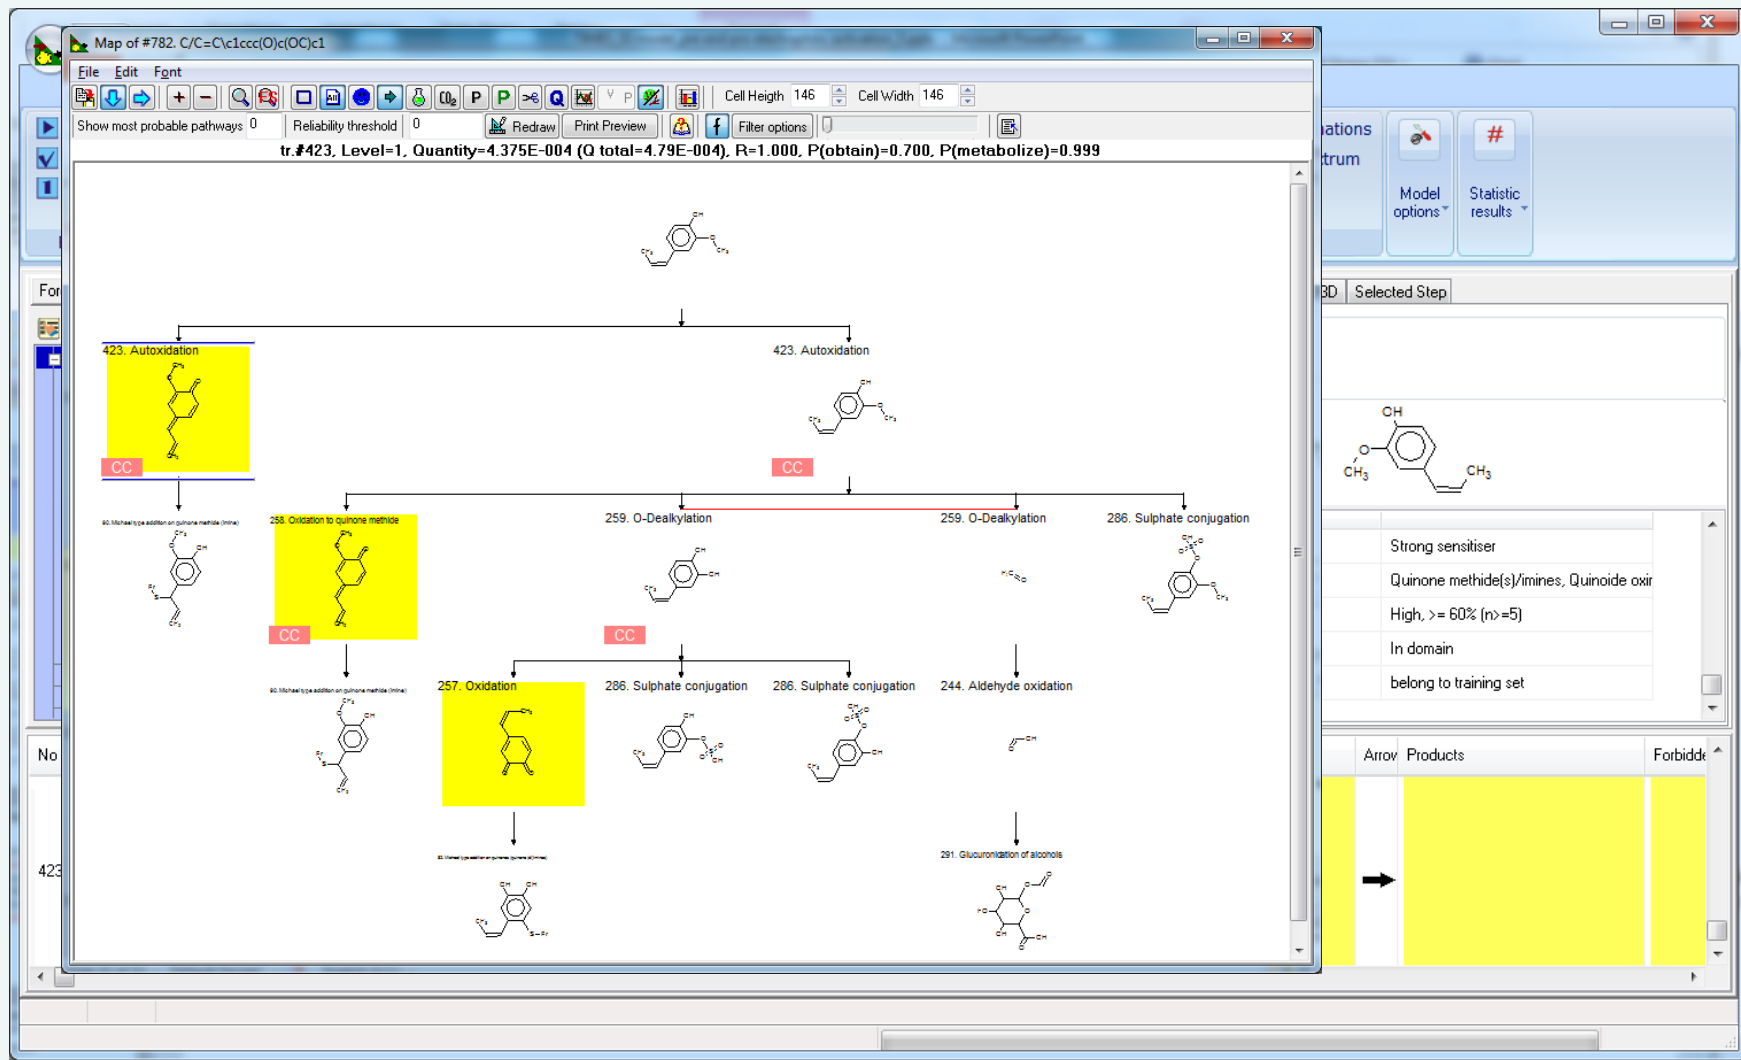 Map of #782. C/C=C\c1ccc(O)c(OC)c1
File Edit Font
Cell Heigth 146 Cell Width 146
Show most probable pathways 0 Reliability threshold 0 Redraw Print Preview Filter options
tr.#423, Level=1, Quantity=4.375E-004 (Q total=4.79E-004), R=1.000, P(obtain)=0.700, P(metabolize)=0.999
ations
trum
Model options
Statistic results
For
3D Selected Step
423. Autoxidation
423. Autoxidation
CC
CC
258. Oxidation to quinone methide
259. O-Dealkylation
259. O-Dealkylation
286. Sulphate conjugation
CC
CC
257. Oxidation
286. Sulphate conjugation
286. Sulphate conjugation
244. Aldehyde oxidation
291. Glucuronidation of alcohols
OH
O
CH3
CH3
Strong sensitiser
Quinone methide(s)/imines, Quinoide oxir
High, >= 60% (n>=5)
In domain
belong to training set
No
Arrow Products Forbidde
423